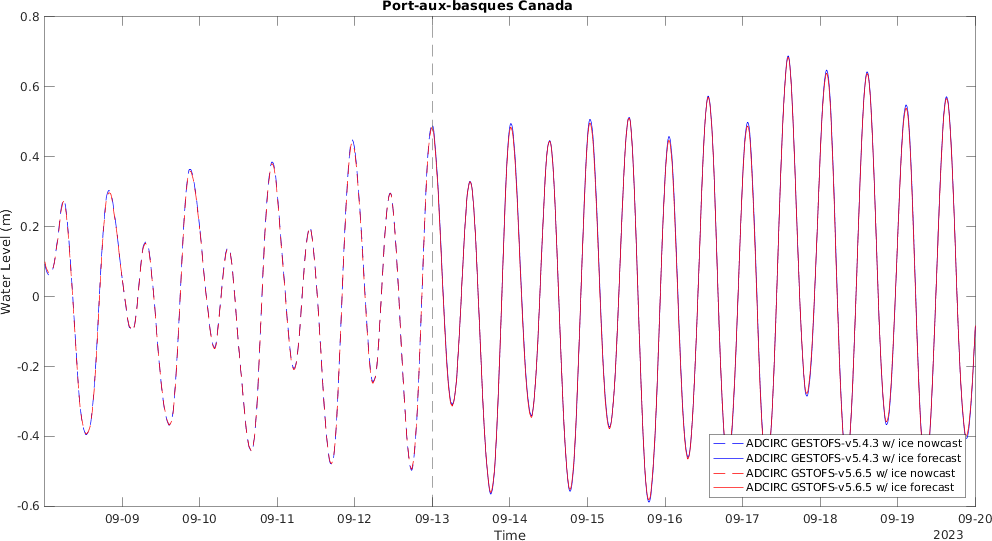 Port-aux-basques Canada
0.8
0.6
0.4
0.2
0
-0.2
-0.4
-0.6
Water Level (m)
ADCIRC GESTOFS-v5.4.3 w/ ice nowcast
ADCIRC GESTOFS-v5.4.3 w/ ice forecast
ADCIRC GSTOFS-v5.6.5 w/ ice nowcast
ADCIRC GSTOFS-v5.6.5 w/ ice forecast
09-09 09-10 09-11 09-12 09-13 09-14 09-15 09-16 09-17 09-18 09-19 09-20
Time
2023